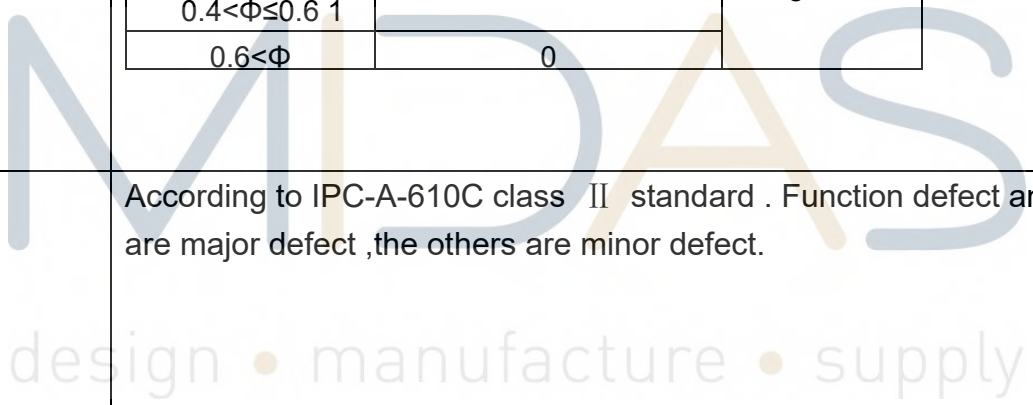 0.4<Φ≤0.6 1
0.6<Φ 0
According to IPC-A-610C class Ⅱ standard . Function defect
are major defect ,the others are minor defect.
MIDAS
design • manufacture • supply